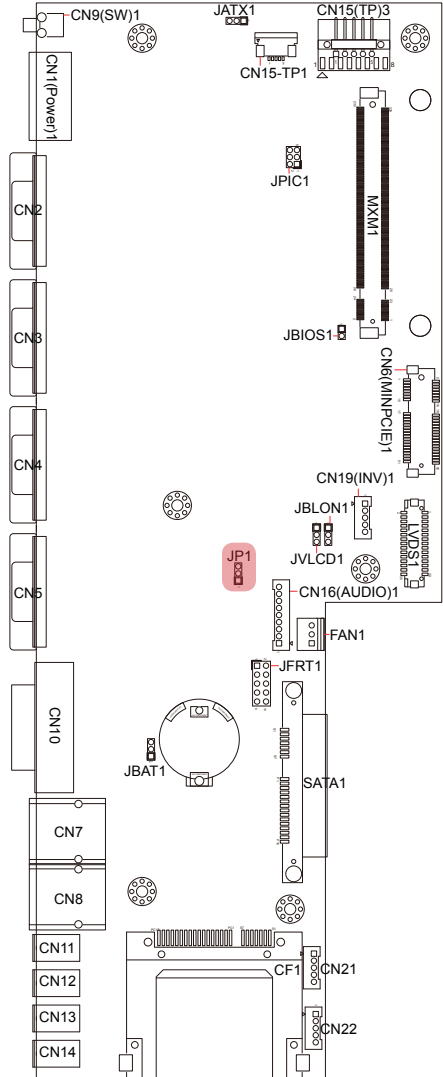 CN9(SW)1
JATX1
CN15(TP)3
CN15-TP1
1
8
CN1(Power)1
JPIC1
CN2
MXM1
CN3
JBIOS1
CN6(MINPCIE)1
CN4
CN19(INV)1
JBLON1
LVDS1
JVLCD1
JP1
CN5
CN16(AUDIO)1
FAN1
JFRT1
CN10
JBAT1
SATA1
CN7
CN8
CN11
CF1
CN21
CN12
CN13
CN22
CN14